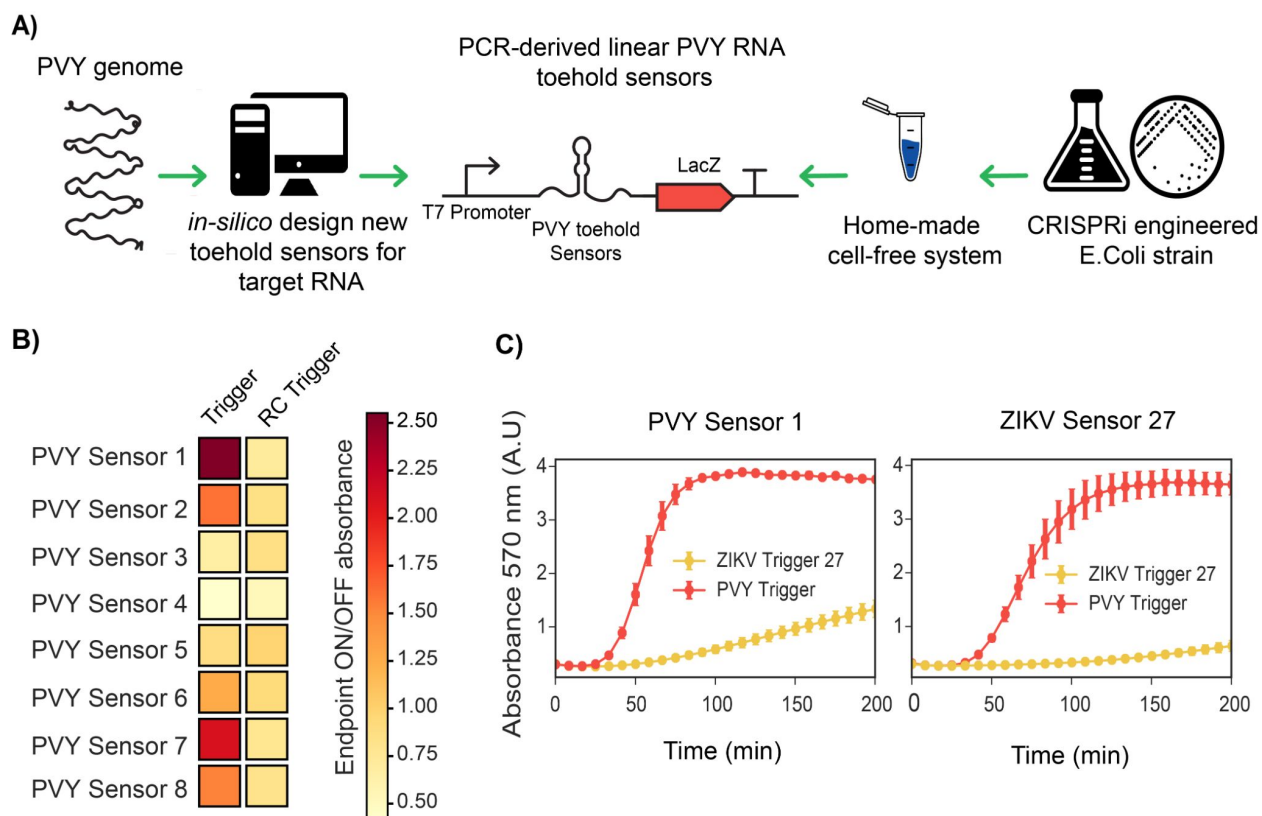 A)
PVY genome
in-silico design new
toehold sensors for
target RNA
PCR-derived linear PVY RNA
toehold sensors
T7 Promoter
PVY toehold
Sensors
LacZ
Home-made
cell-free system
CRISPRi engineered
E.Coli strain
B)
Trigger
RC Trigger
PVY Sensor 1
PVY Sensor 2
PVY Sensor 3
PVY Sensor 4
PVY Sensor 5
PVY Sensor 6
PVY Sensor 7
PVY Sensor 8
Endpoint ON/OFF absorbance
2.50
2.25
2.00
1.75
1.50
1.25
1.00
0.75
0.50
C)
Absorbance 570 nm (A.U)
PVY Sensor 1
4
3
2
1
ZIKV Trigger 27
PVY Trigger
0
50
100
150
200
Time (min)
ZIKV Sensor 27
4
3
2
1
ZIKV Trigger 27
PVY Trigger
0
50
100
150
200
Time (min)